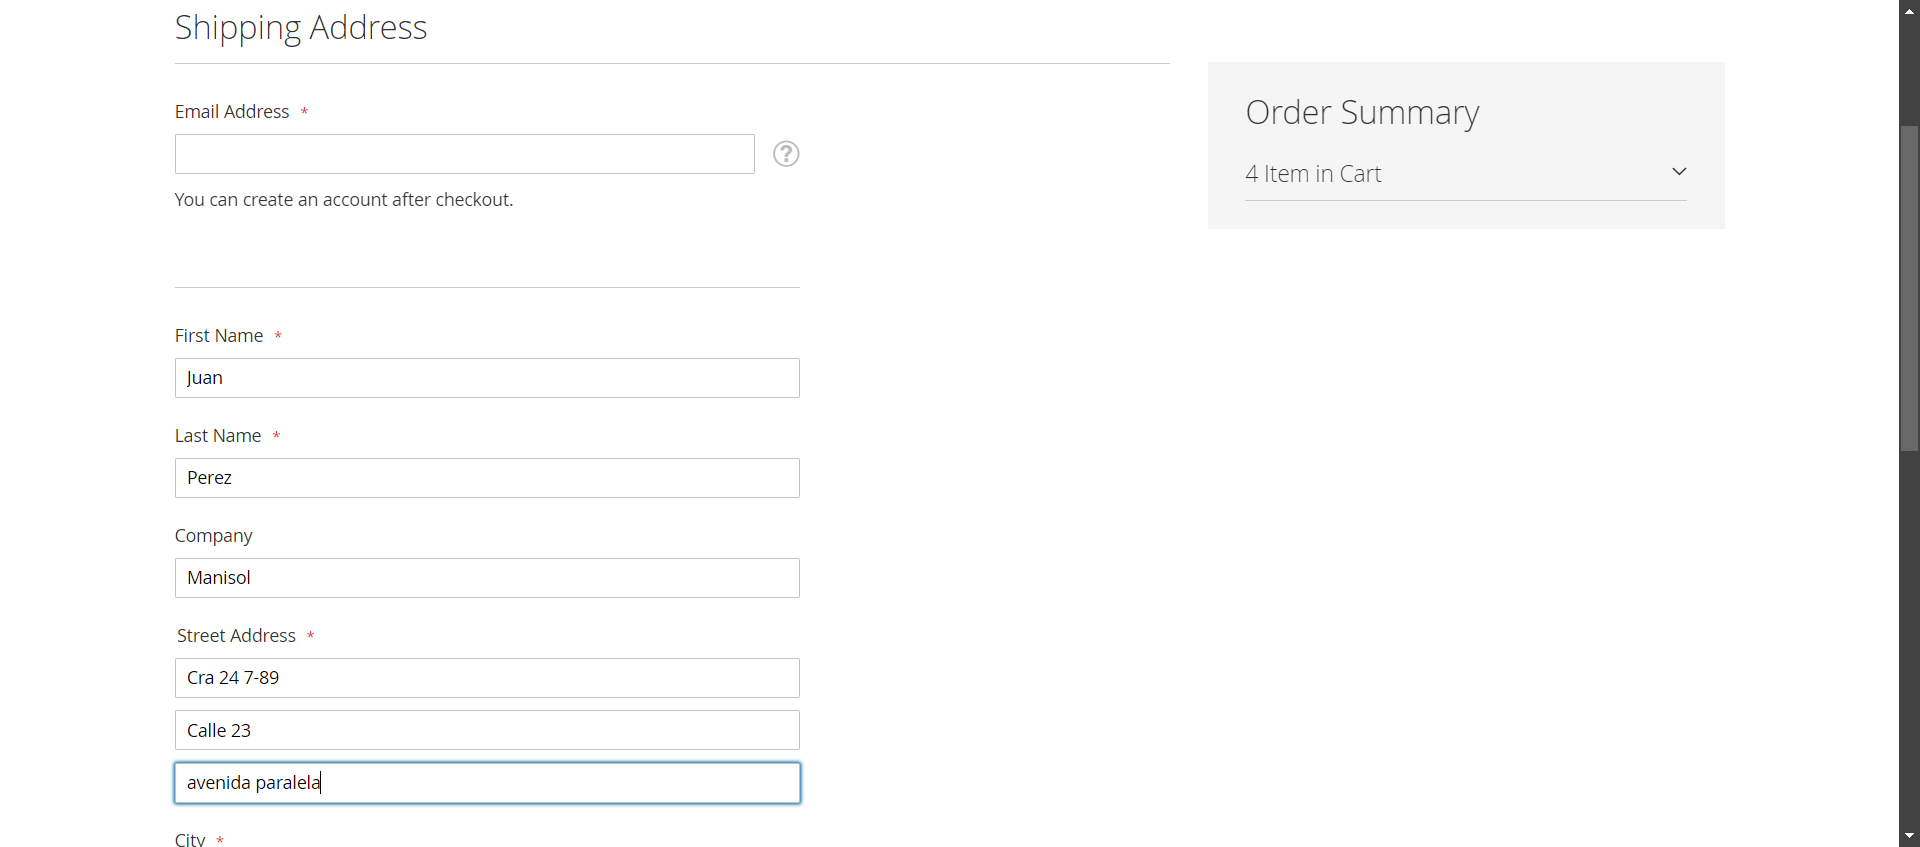 Shipping Address
Email Address *
?
You can create an account after checkout.
First Name *
Juan
Last Name *
Perez
Company
Manisol
Street Address *
Cra 24 7-89
Calle 23
avenida paralela
City *
Order Summary
4 Item in Cart